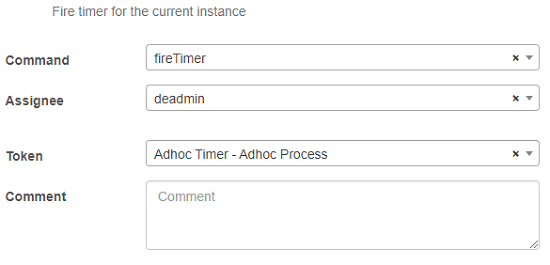 Fire timer for the current instance
Command fireTimer × 
Assignee deadmin ×
Token Adhoc Timer - Adhoc Process ×
Comment Comment